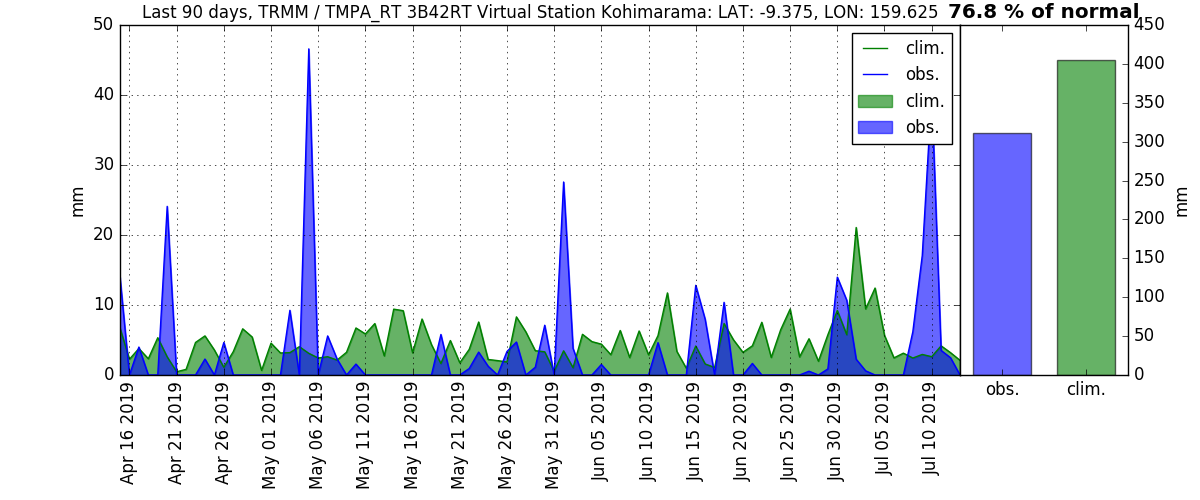 Last 90 days, TRMM / TMPA_RT 3B42RT Virtual Station Kohimarama: LAT: -9.375, LON: 159.625 76.8 % of normal
50
40
30
20
10
0
mm
clim.
obs.
clim.
obs.
450
400
350
300
250
200
150
100
50
0
mm
Apr 16 2019
Apr 21 2019
Apr 26 2019
May 01 2019
May 06 2019
May 11 2019
May 16 2019
May 21 2019
May 26 2019
May 31 2019
Jun 05 2019
Jun 10 2019
Jun 15 2019
Jun 20 2019
Jun 25 2019
Jun 30 2019
Jul 05 2019
Jul 10 2019
obs.
clim.